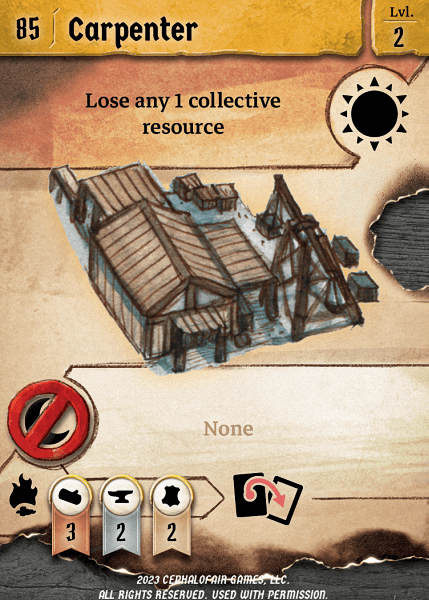 85 Carpenter
Lvl.
2
Lose any 1 collective
resource
None
3 2 2
2023 CEPHALOFAIR GAMES, LLC.
ALL RIGHTS RESERVED. USED WITH PERMISSION.